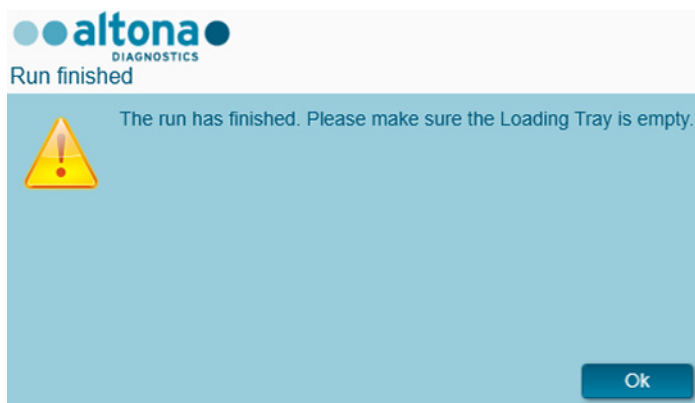 altona
DIAGNOSTICS
Run finished
The run has finished. Please make sure the Loading Tray is empty.
Ok